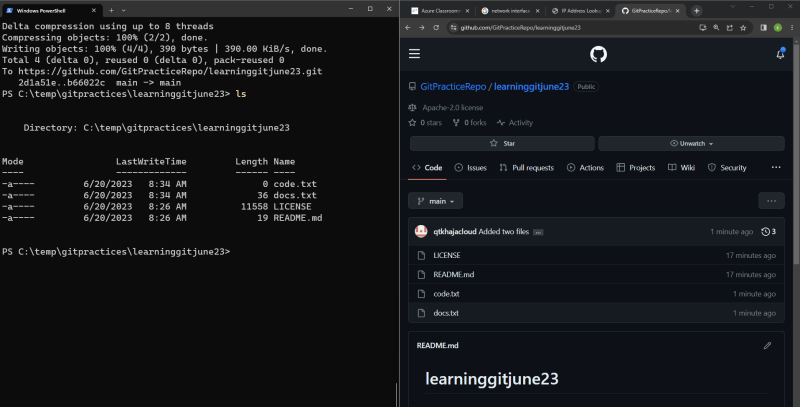 Windows PowerShell
Delta compression using up to 8 threads
Compressing objects: 100% (2/2), done.
Writing objects: 100% (4/4), 390 bytes | 390.00 KiB/s, done.
Total 4 (delta 0), reused 0 (delta 0), pack-reused 0
To https://github.com/GitPracticeRepo/learninggitjune23.git
2d1a51e..b66022c  main -> main
PS C:\temp\gitpractices\learninggitjune23> ls
Directory: C:\temp\gitpractices\learninggitjune23
Mode                 LastWriteTime         Length Name
----                 -------------         ------ ----
-a----         6/20/2023   8:34 AM              0 code.txt
-a----         6/20/2023   8:34 AM             36 docs.txt
-a----         6/20/2023   8:26 AM          11558 LICENSE
-a----         6/20/2023   8:26 AM             19 README.md
PS C:\temp\gitpractices\learninggitjune23>
Azure Classroom
network interface
IP Address Looku
GitPracticeRepo/
github.com/GitPracticeRepo/learninggitjune23
GitPracticeRepo / learninggitjune23 Public
Apache-2.0 license
0 stars 0 forks Activity
Star Unwatch
Code Issues Pull requests Actions Projects Wiki Security
main
qtkhajacloud Added two files 1 minute ago 3
LICENSE 17 minutes ago
README.md 17 minutes ago
code.txt 1 minute ago
docs.txt 1 minute ago
README.md
learninggitjune23